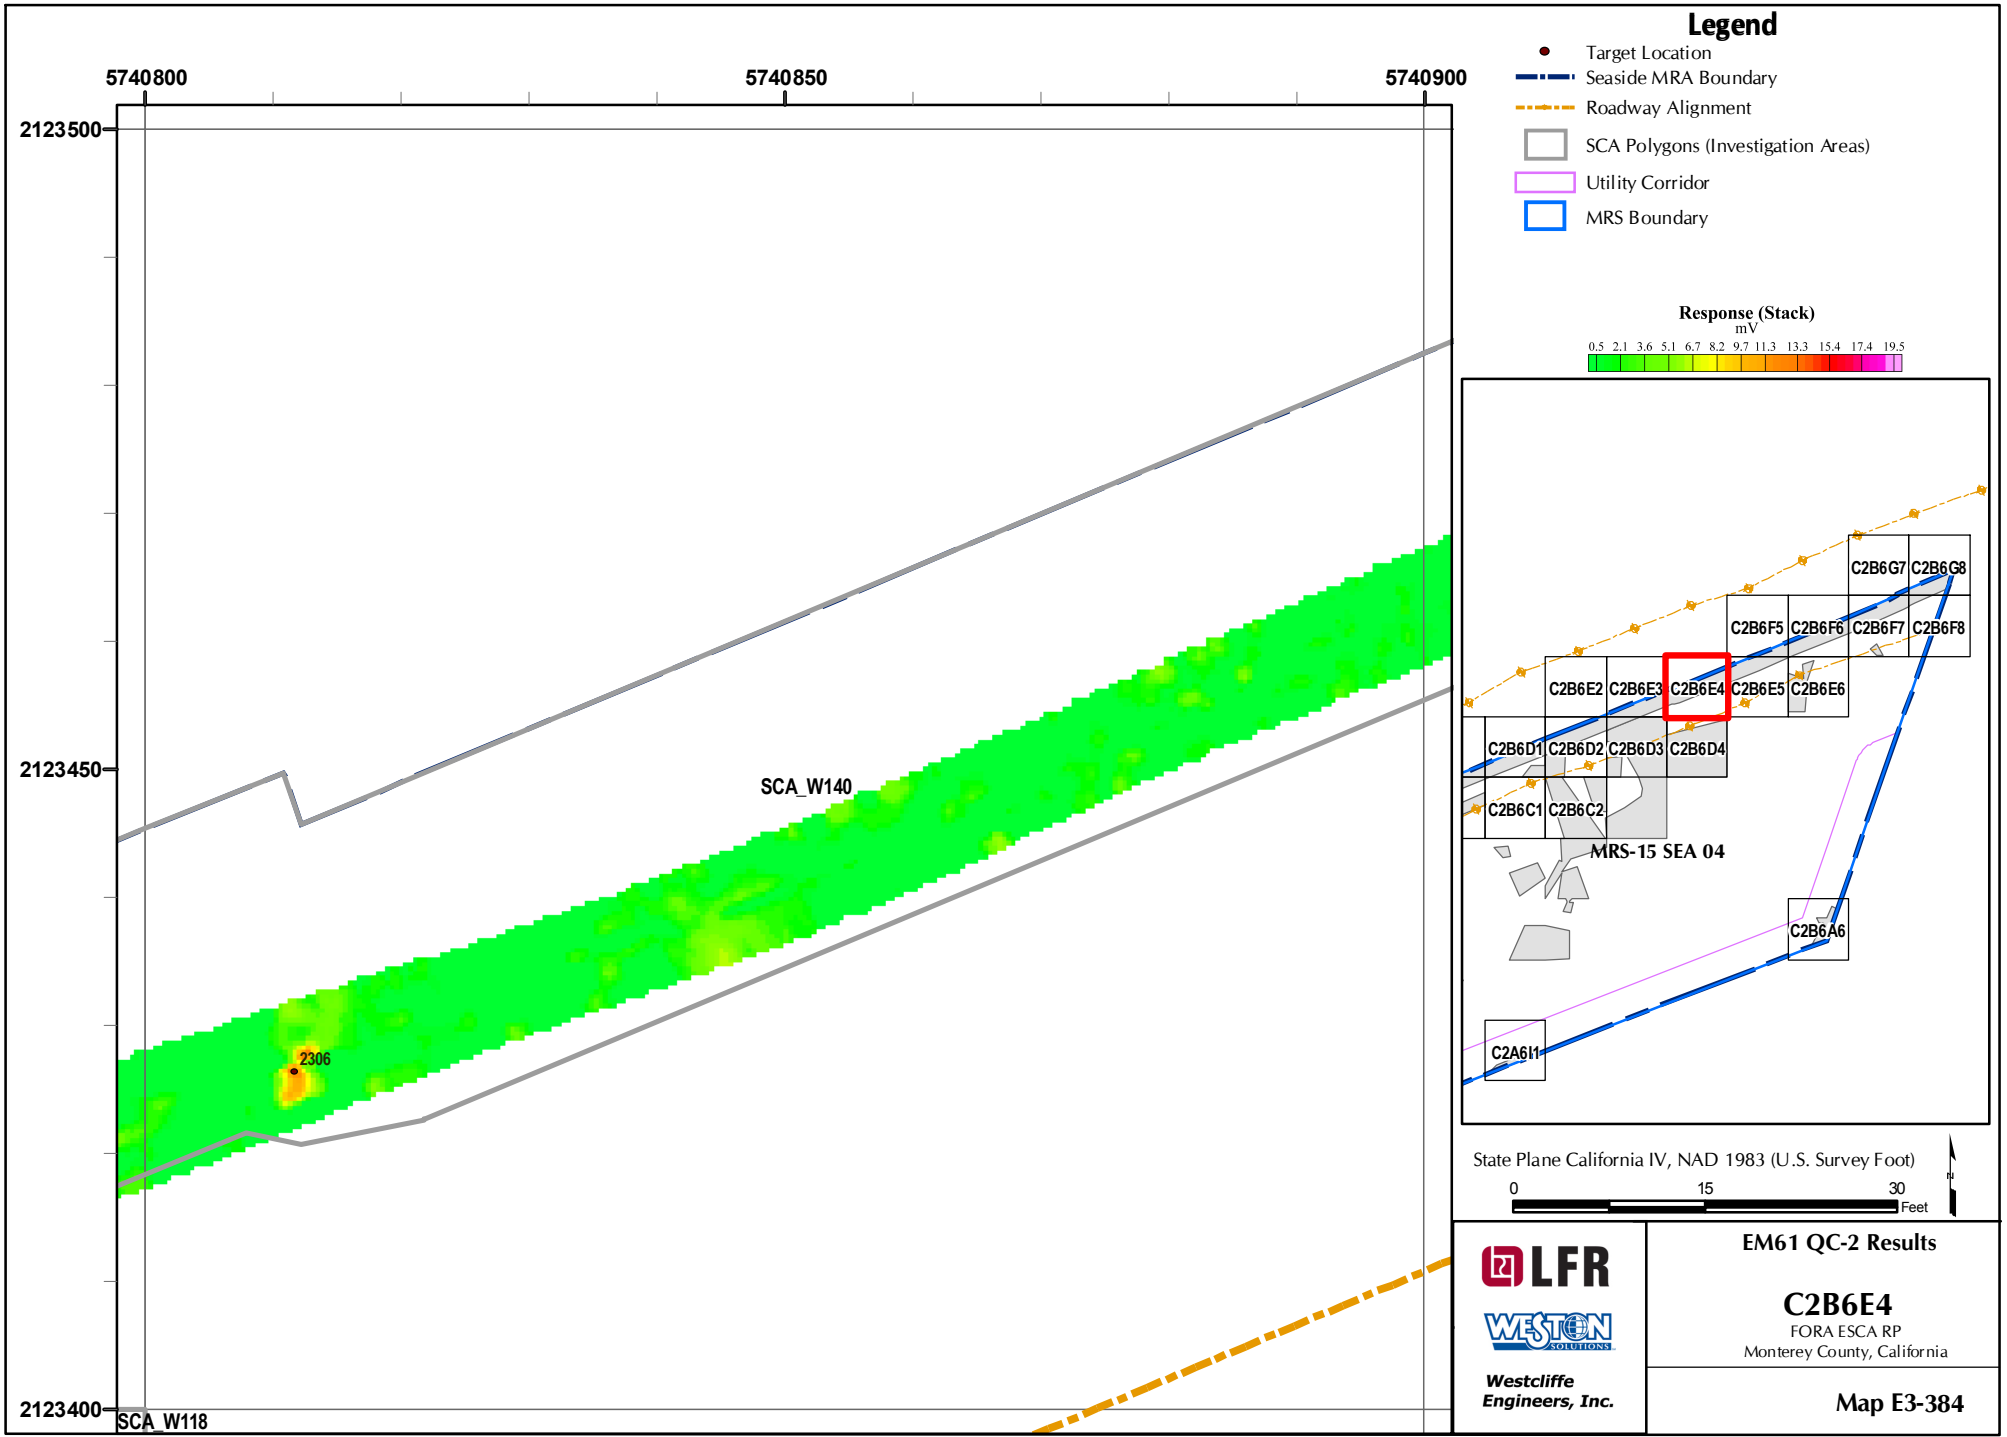 Legend
Target Location
Seaside MRA Boundary
Roadway Alignment
SCA Polygons (Investigation Areas)
Utility Corridor
MRS Boundary
5740800 5740850 5740900
2123500
2123450
2123400
SCA_W140
2306
SCA_W118
Response (Stack)
mV
0.5 2.1 3.6 5.1 6.7 8.2 9.7 11.3 13.3 15.4 17.4 19.5
C2B6G7 C2B6G8
C2B6F5 C2B6F6 C2B6F7 C2B6F8
C2B6E2 C2B6E3 C2B6E4 C2B6E5 C2B6E6
C2B6D1 C2B6D2 C2B6D3 C2B6D4
C2B6C1 C2B6C2
MRS-15 SEA 04
C2B6A6
C2A6I1
State Plane California IV, NAD 1983 (U.S. Survey Foot)
0 15 30
Feet
N
LFR
WESTON
SOLUTIONS
Westcliffe
Engineers, Inc.
EM61 QC-2 Results
C2B6E4
FORA ESCA RP
Monterey County, California
Map E3-384